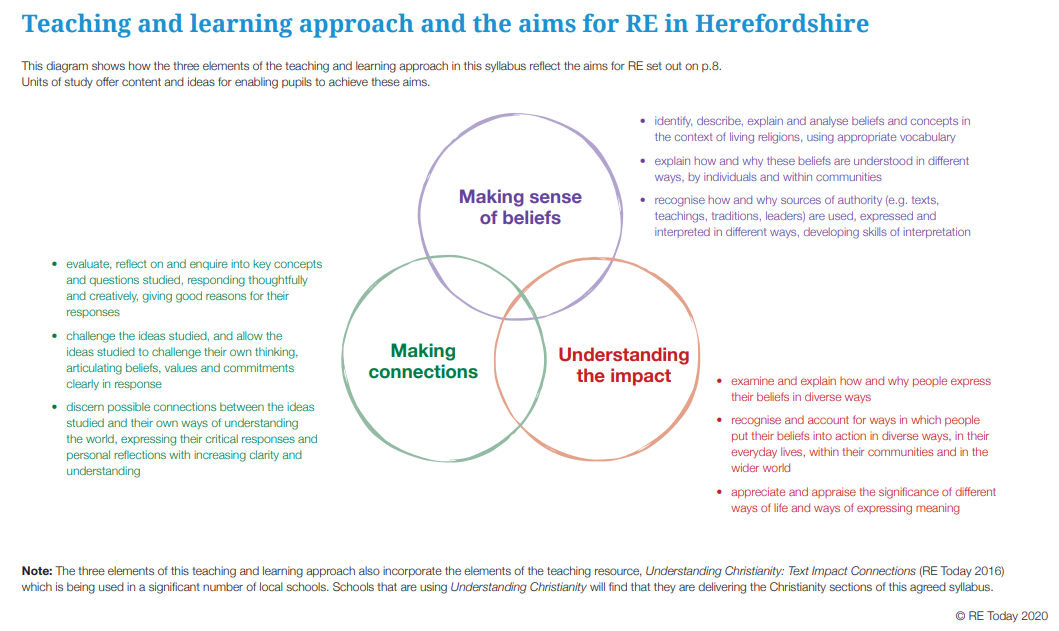 Teaching and learning approach and the aims for RE in Herefordshire
This diagram shows how the three elements of the teaching and learning approach in this syllabus reflect the aims for RE set out on p.8.
Units of study offer content and ideas for enabling pupils to achieve these aims.
Making sense
of beliefs
• identify, describe, explain and analyse beliefs and concepts in
the context of living religions, using appropriate vocabulary
• explain how and why these beliefs are understood in different
ways, by individuals and within communities
• recognise how and why sources of authority (e.g. texts,
teachings, traditions, leaders) are used, expressed and
interpreted in different ways, developing skills of interpretation
• evaluate, reflect on and enquire into key concepts
and questions studied, responding thoughtfully
and creatively, giving good reasons for their
responses
• challenge the ideas studied, and allow the
ideas studied to challenge their own thinking,
articulating beliefs, values and commitments
clearly in response
• discern possible connections between the ideas
studied and their own ways of understanding
the world, expressing their critical responses and
personal reflections with increasing clarity and
understanding
Making
connections
Understanding
the impact
• examine and explain how and why people express
their beliefs in diverse ways
• recognise and account for ways in which people
put their beliefs into action in diverse ways, in their
everyday lives, within their communities and in the
wider world
• appreciate and appraise the significance of different
ways of life and ways of expressing meaning
Note: The three elements of this teaching and learning approach also incorporate the elements of the teaching resource, Understanding Christianity: Text Impact Connections (RE Today 2016)
which is being used in a significant number of local schools. Schools that are using Understanding Christianity will find that they are delivering the Christianity sections of this agreed syllabus.
© RE Today 2020